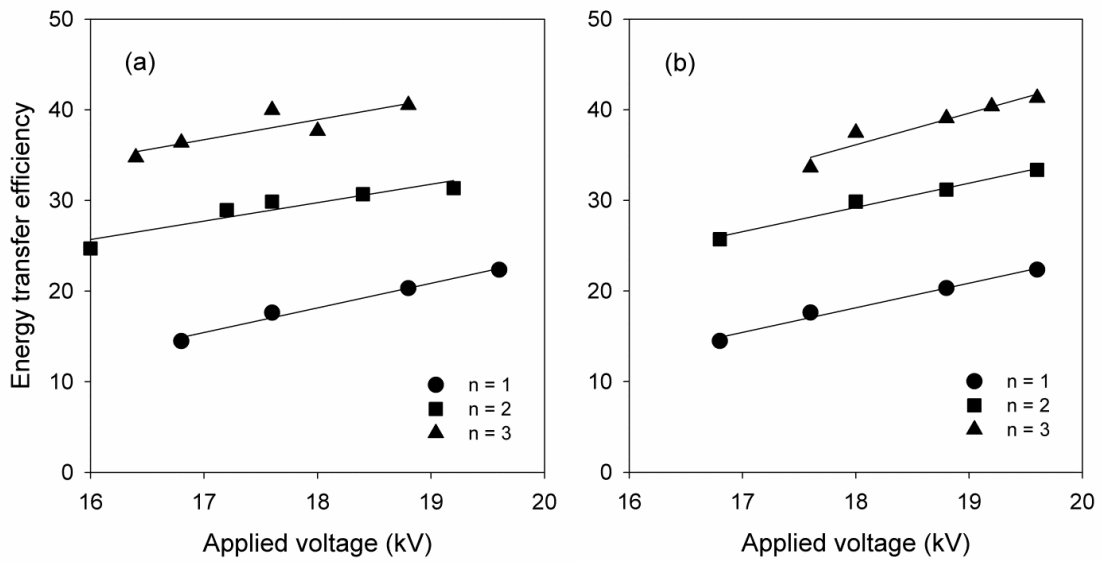 Energy transfer efficiency
50
40
30
20
10
0
(a)
n = 1
n = 2
n = 3
16
17
18
19
20
Applied voltage (kV)
50
40
30
20
10
0
(b)
n = 1
n = 2
n = 3
16
17
18
19
20
Applied voltage (kV)